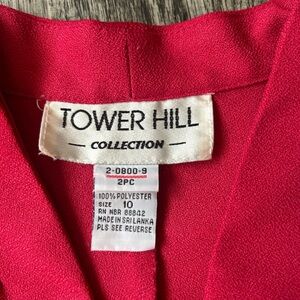 TOWER HILL
— COLLECTION —
2-0800-9
2PC
100% POLYESTER
SIZE 10
RN NBR 88842
MADE IN SRI LANKA
PLS SEE REVERSE